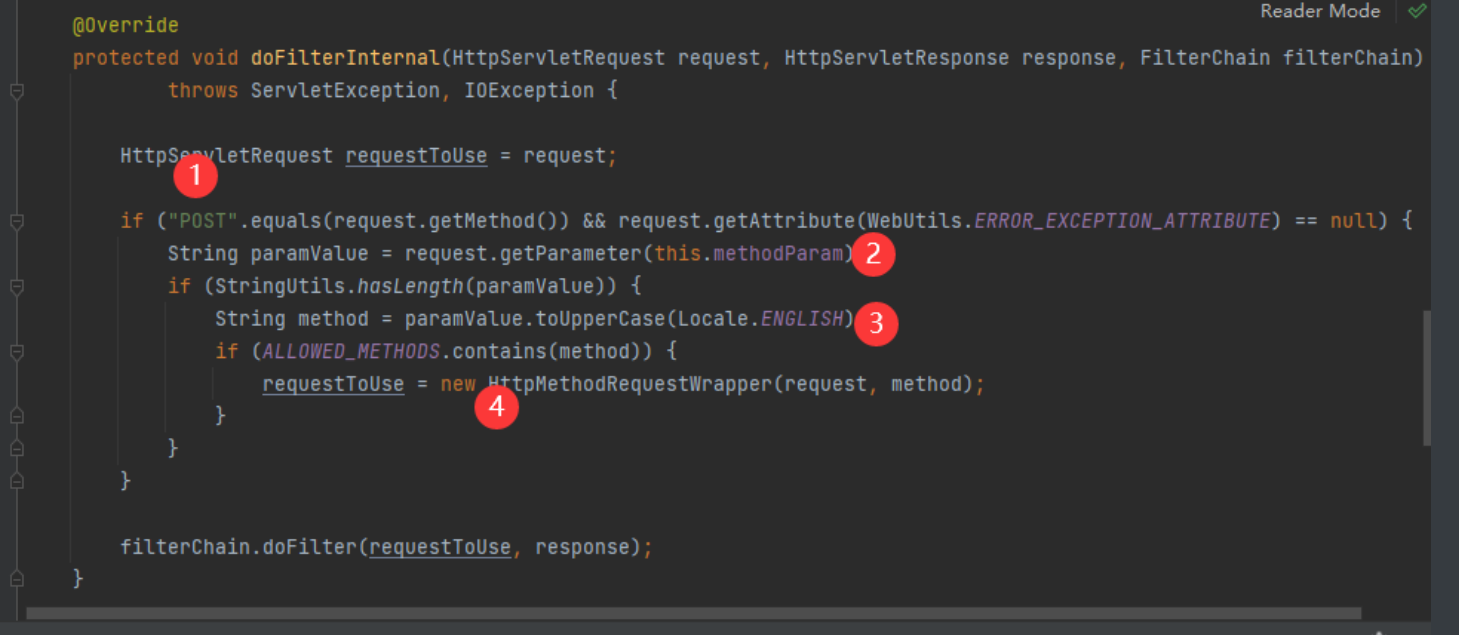 Reader Mode
@Override
protected void doFilterInternal(HttpServletRequest request, HttpServletResponse response, FilterChain filterChain)
throws ServletException, IOException {
HttpServletRequest requestToUse = request;
1
if ("POST".equals(request.getMethod()) && request.getAttribute(WebUtils.ERROR_EXCEPTION_ATTRIBUTE) == null) {
String paramValue = request.getParameter(this.methodParam) 2
if (StringUtils.hasLength(paramValue)) {
String method = paramValue.toUpperCase(Locale.ENGLISH) 3
if (ALLOWED_METHODS.contains(method)) {
requestToUse = new HttpMethodRequestWrapper(request, method);
4
}
}
}
filterChain.doFilter(requestToUse, response);
}